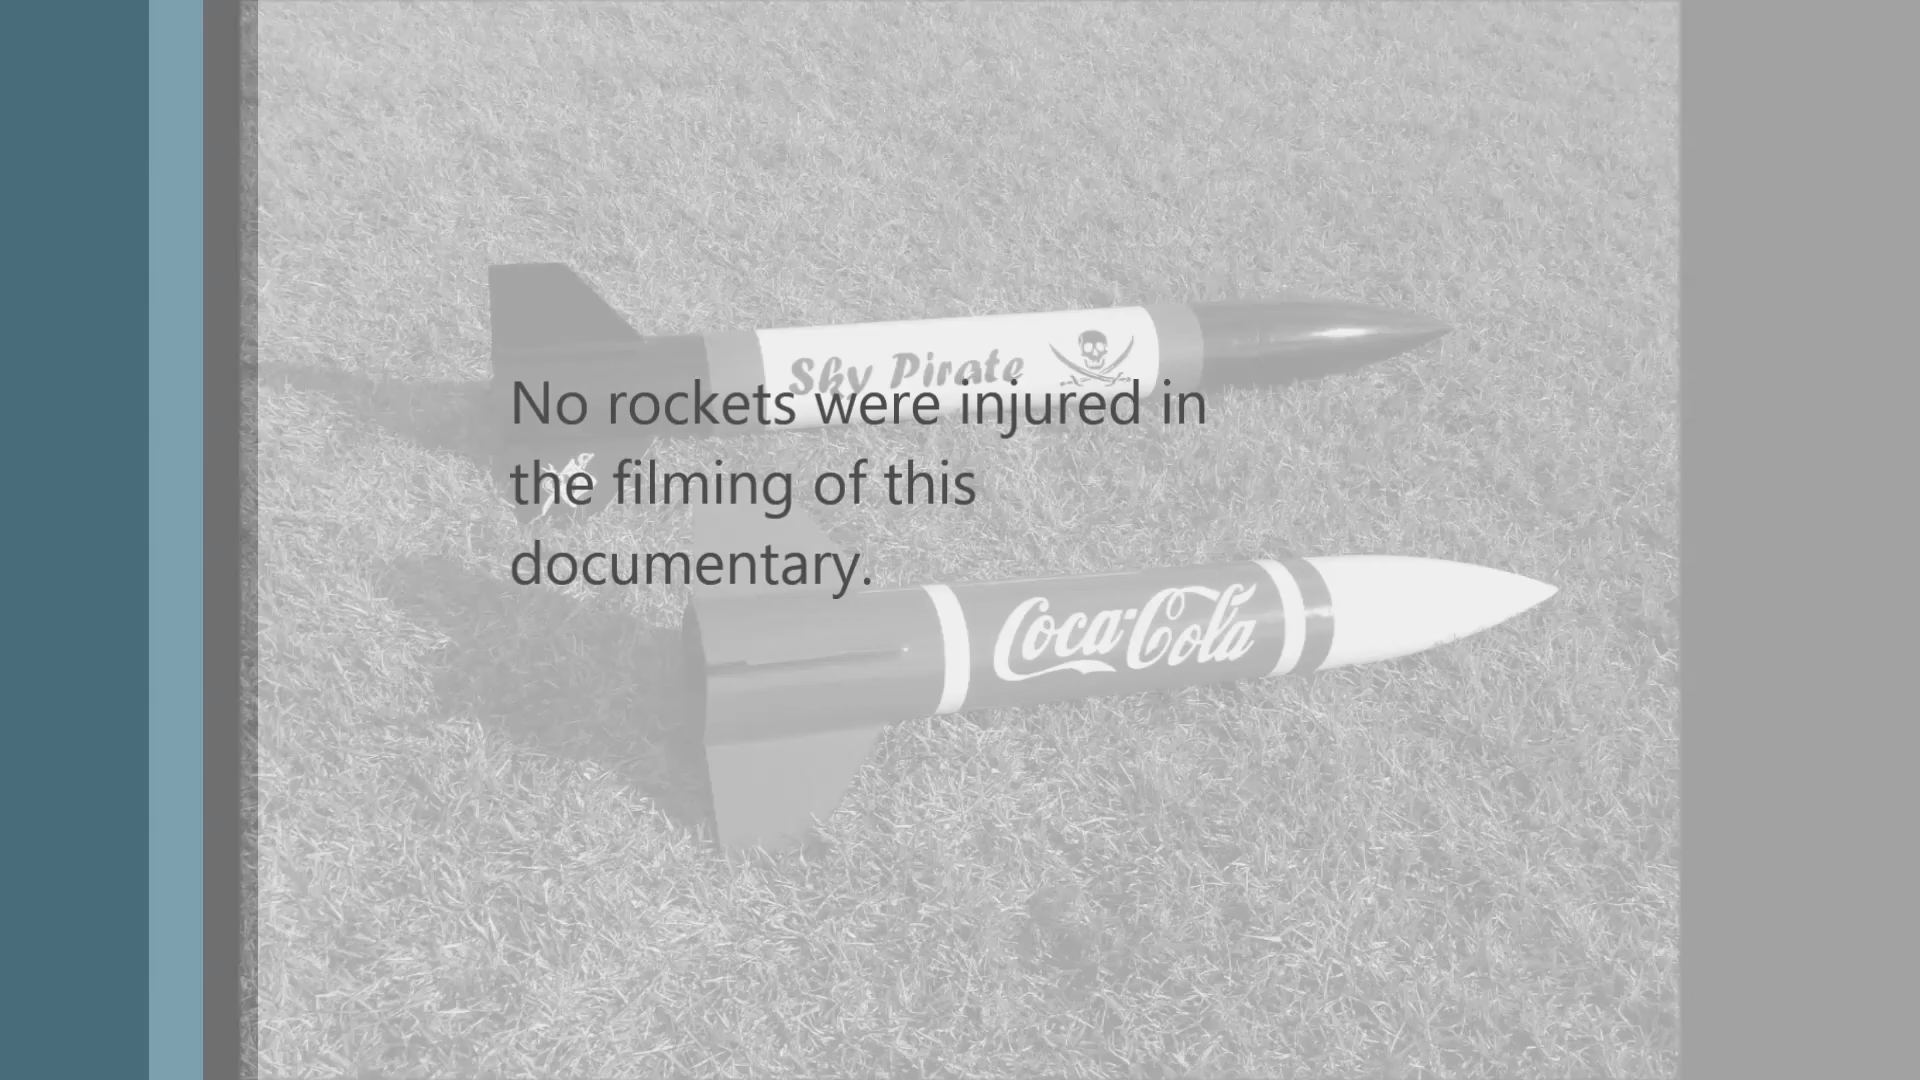 Sky Pirate
No rockets were injured in
the filming of this
documentary.
Coca-Cola